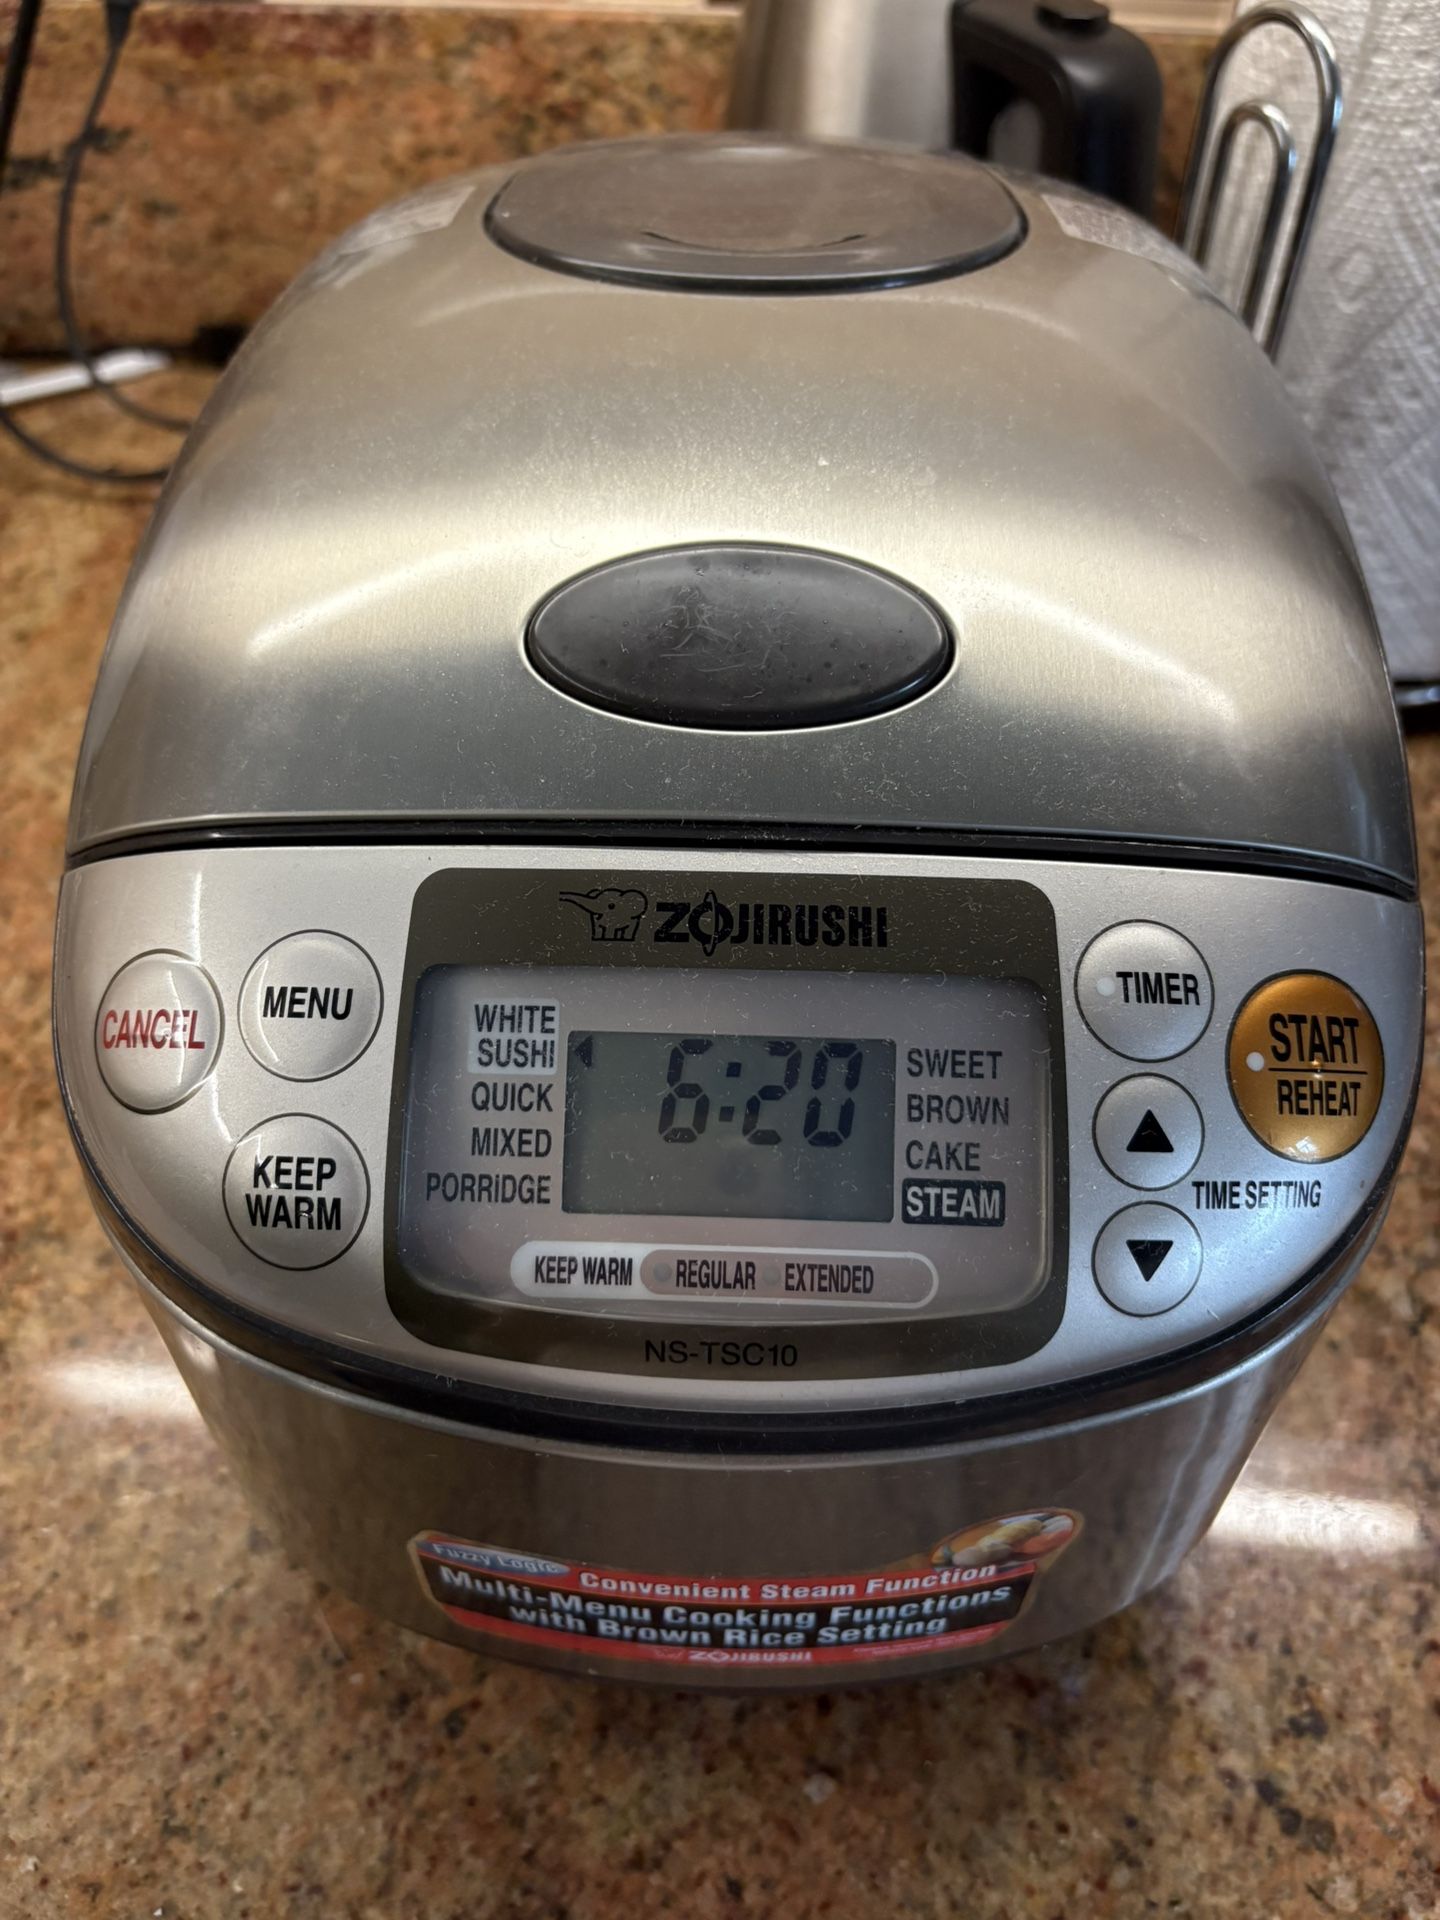 ZOJIRUSHI
CANCEL
MENU
KEEP
WARM
WHITE
SUSHI
QUICK
MIXED
PORRIDGE
6:20
SWEET
BROWN
CAKE
STEAM
KEEP WARM REGULAR EXTENDED
NS-TSC10
TIMER
START
REHEAT
▲
TIME SETTING
▼
Fuzzy Logic Convenient Steam Function
Multi-Menu Cooking Functions
with Brown Rice Setting
ZOJIRUSHI